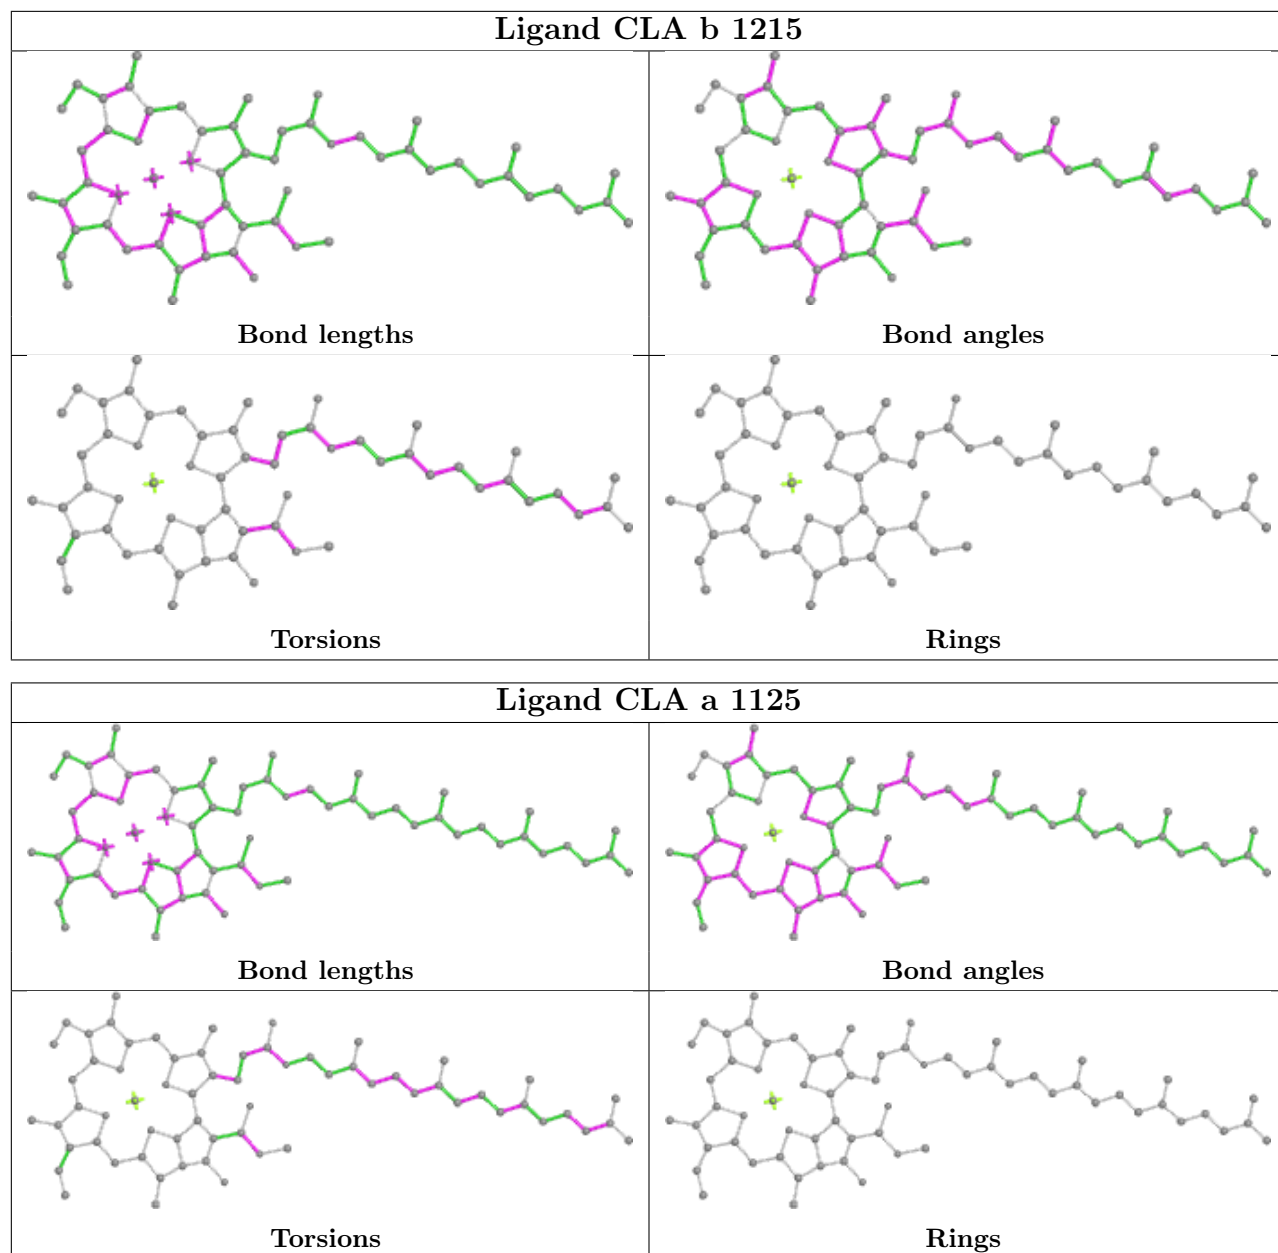 Ligand CLA b 1215
Bond lengths
Bond angles
Torsions
Rings
Ligand CLA a 1125
Bond lengths
Bond angles
Torsions
Rings